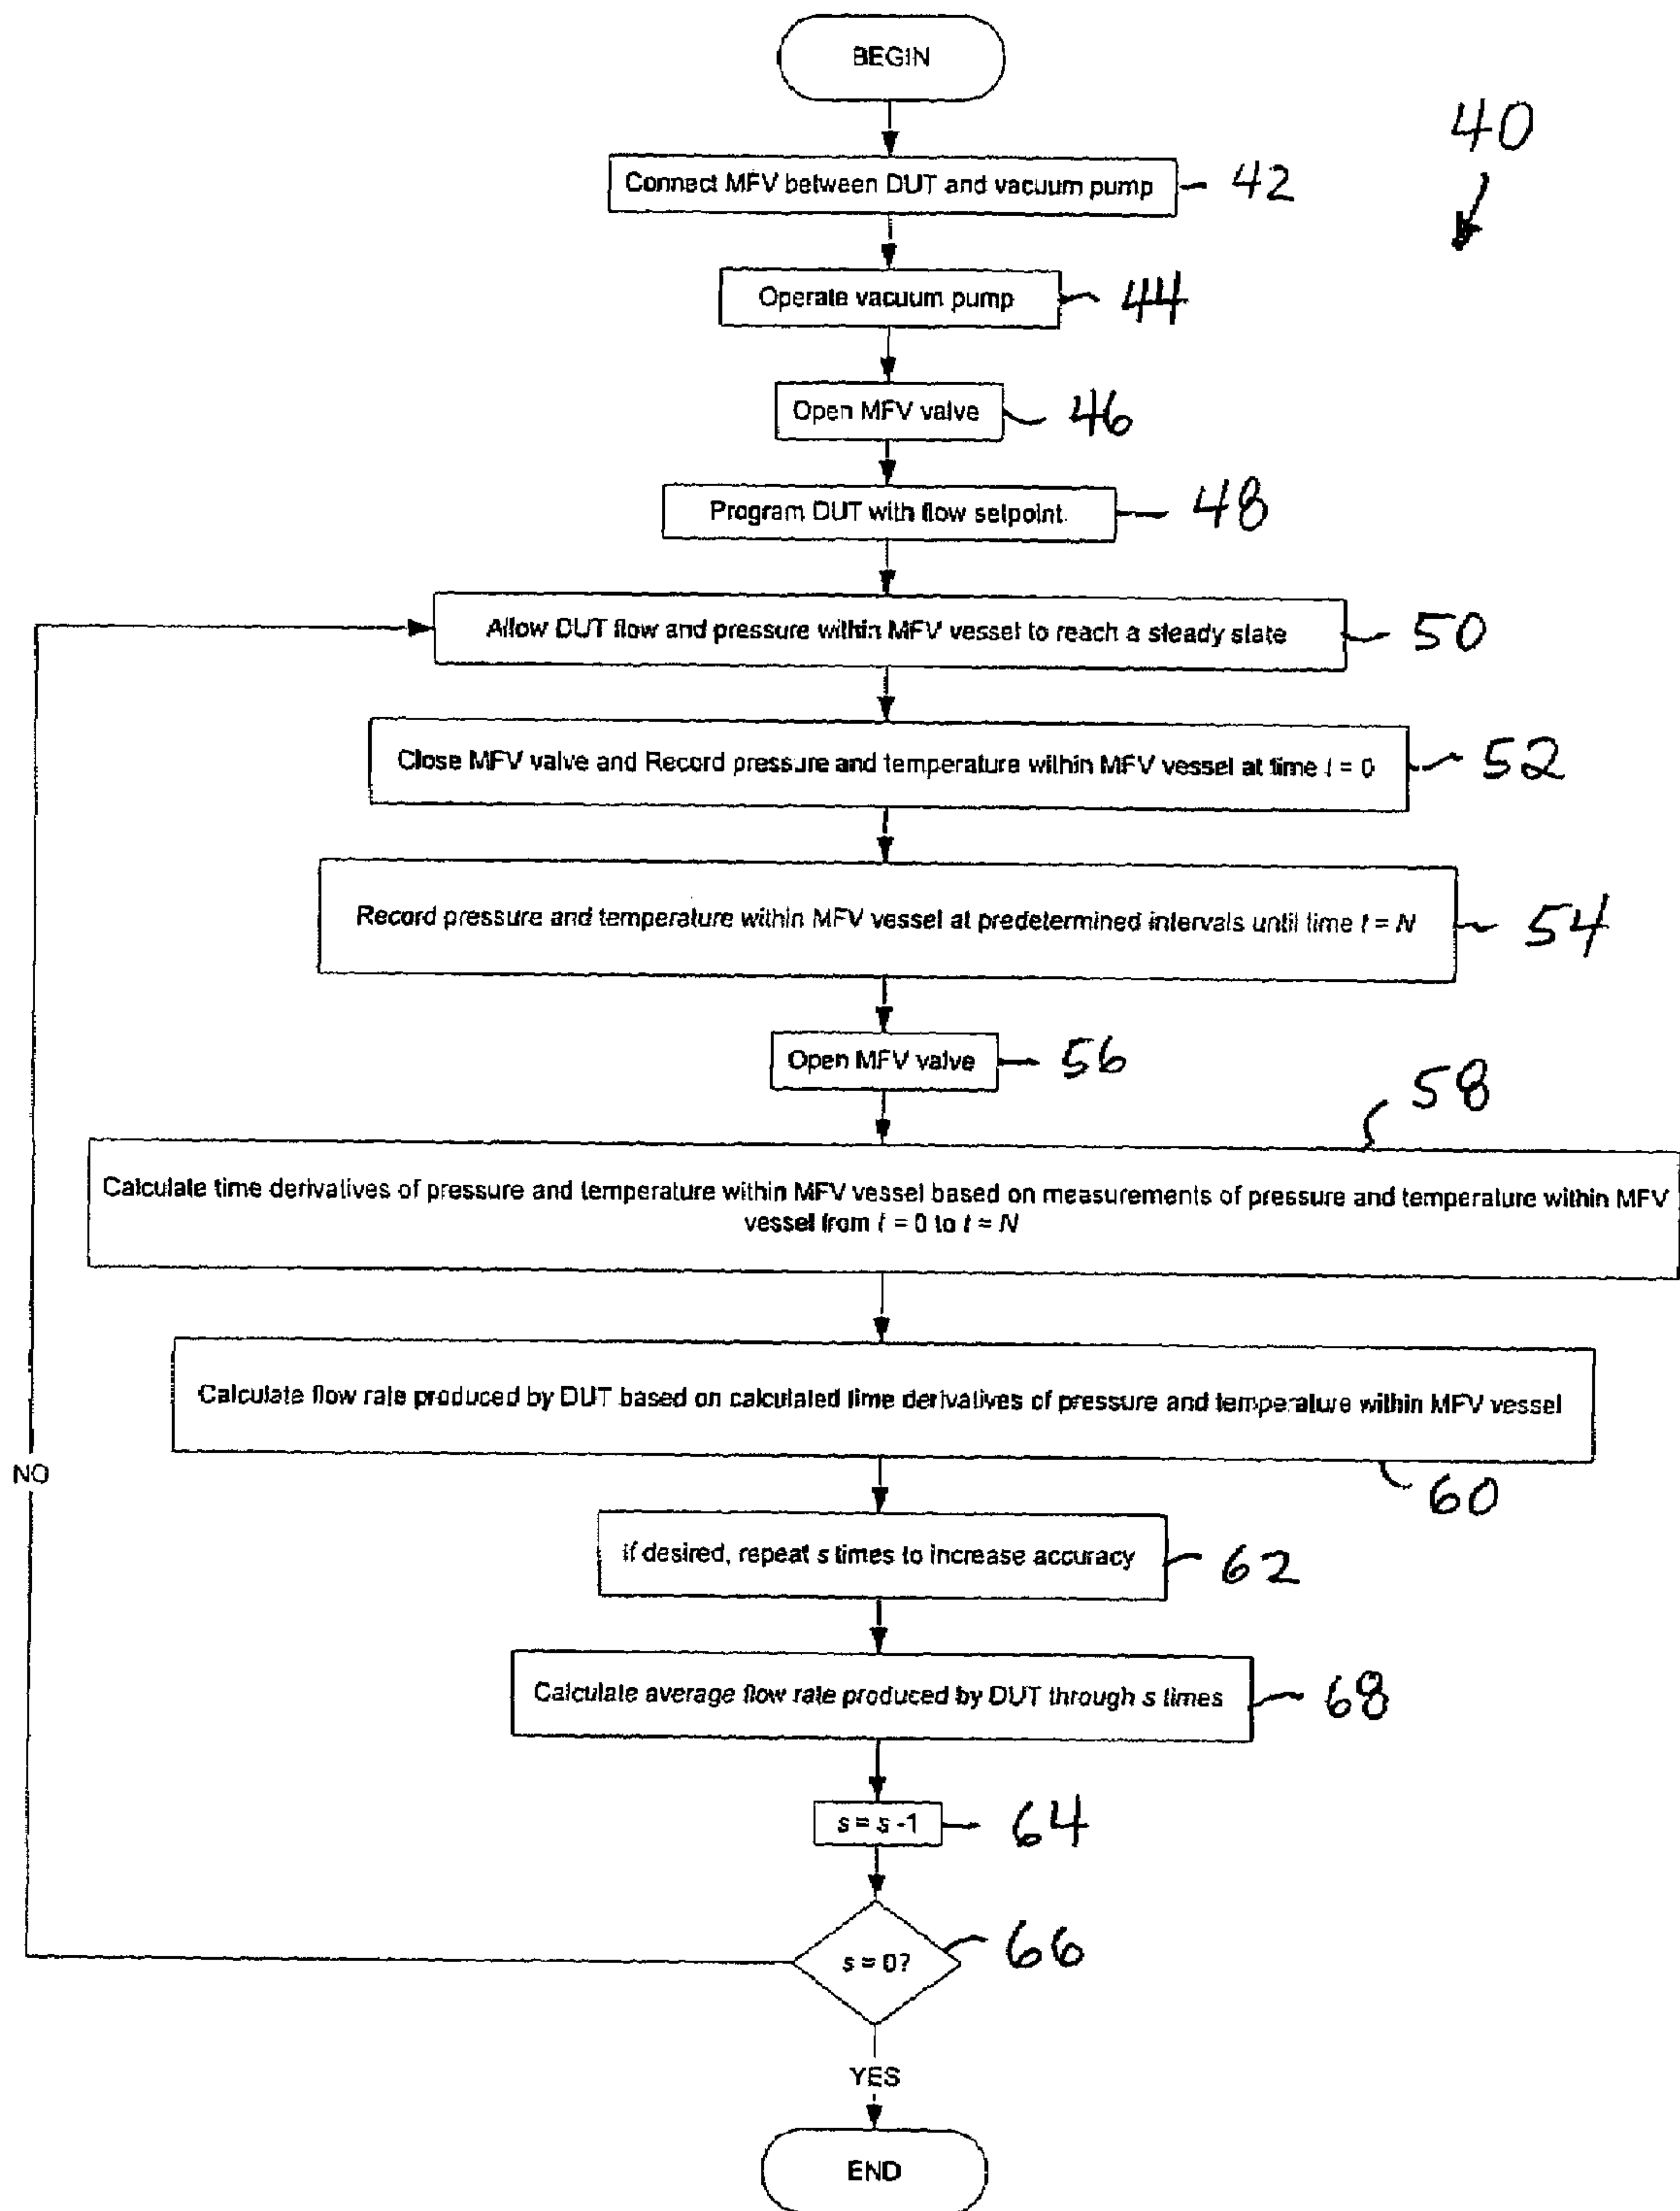 BEGIN
40
Connect MFV between DUT and vacuum pump
42
Operate vacuum pump
44
Open MFV valve
46
Program DUT with flow setpoint.
48
Allow DUT flow and pressure within MFV vessel to reach a steady state
50
Close MFV valve and Record pressure and temperature within MFV vessel at time t = 0
52
Record pressure and temperature within MFV vessel at predetermined intervals until time t = N
54
Open MFV valve
56
58
Calculate time derivatives of pressure and temperature within MFV vessel based on measurements of pressure and temperature within MFV
vessel from t = 0 to t = N
Calculate flow rate produced by DUT based on calculated time derivatives of pressure and temperature within MFV vessel
NO
60
If desired, repeat s times to increase accuracy
62
Calculate average flow rate produced by DUT through s times
68
s = s -1
64
s = 0?
66
YES
END